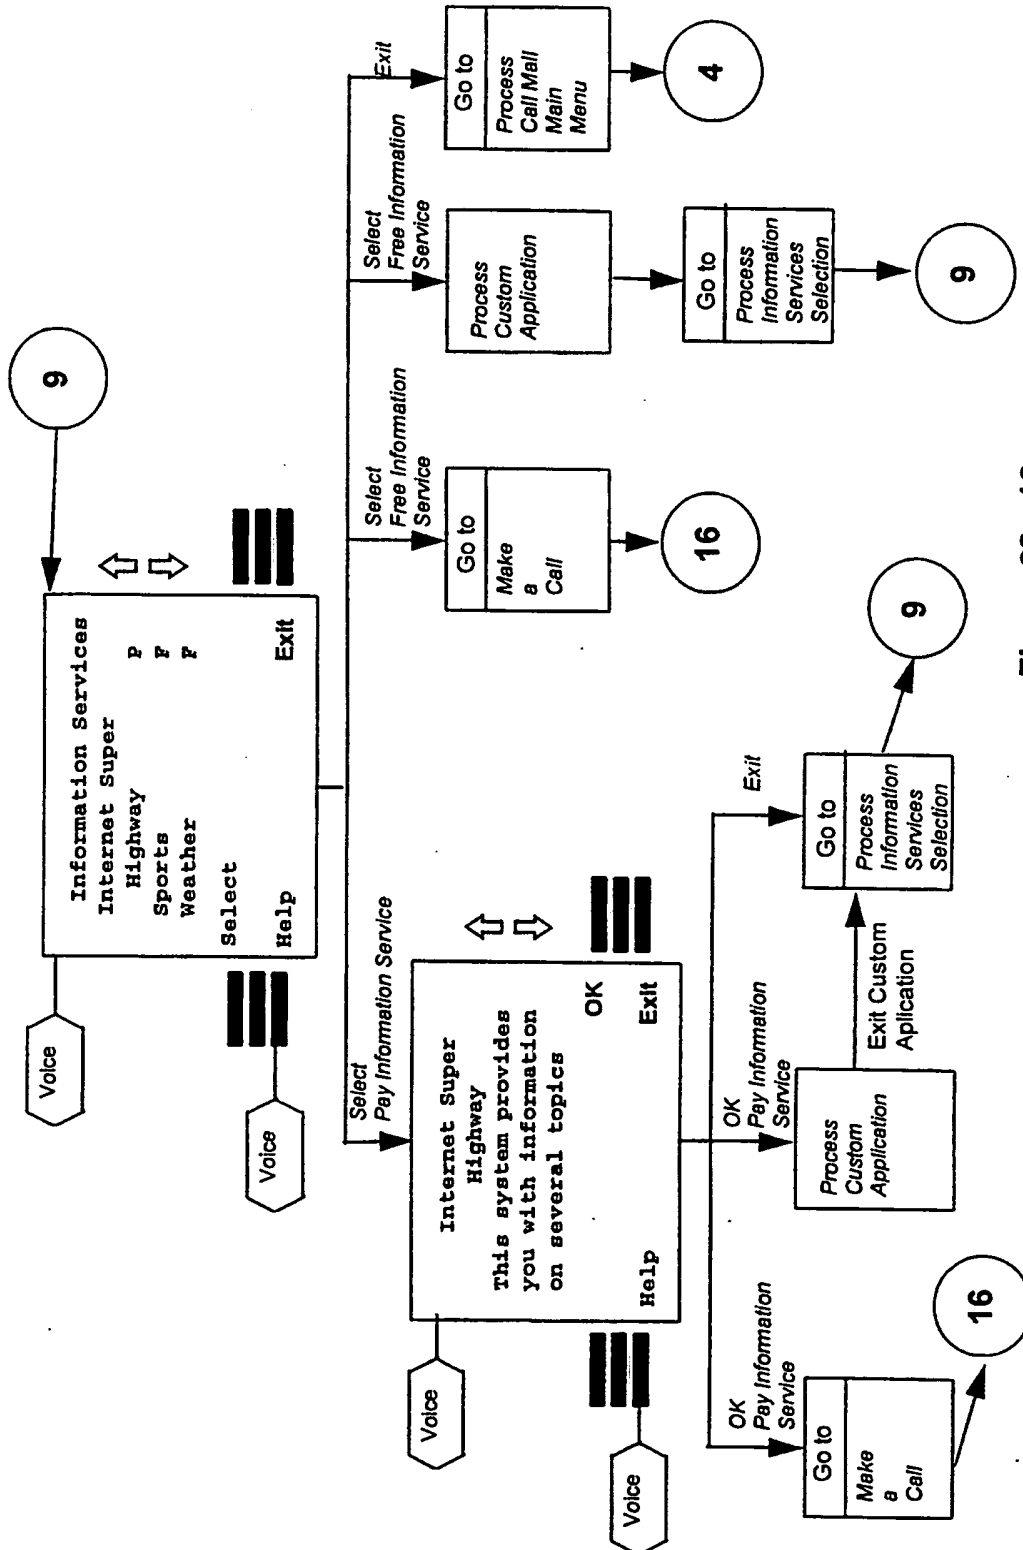 9
Voice
Information Services
Internet Super
Highway P
Sports F
Weather F
Select
Help Exit
Voice
Select
Pay Information Service
Select
Free Information
Service
Select
Free Information
Service
Exit
Go to
Make
a
Call
16
Process
Custom
Application
Go to
Process
Information
Services
Selection
9
Go to
Process
Call Mall
Main
Menu
4
Voice
Internet Super
Highway
This system provides
you with information
on several topics
OK
Help Exit
Voice
OK
Pay Information
Service
OK
Pay Information
Service
Exit
Go to
Make
a
Call
16
Process
Custom
Application
Exit Custom
Aplication
Go to
Process
Information
Services
Selection
9